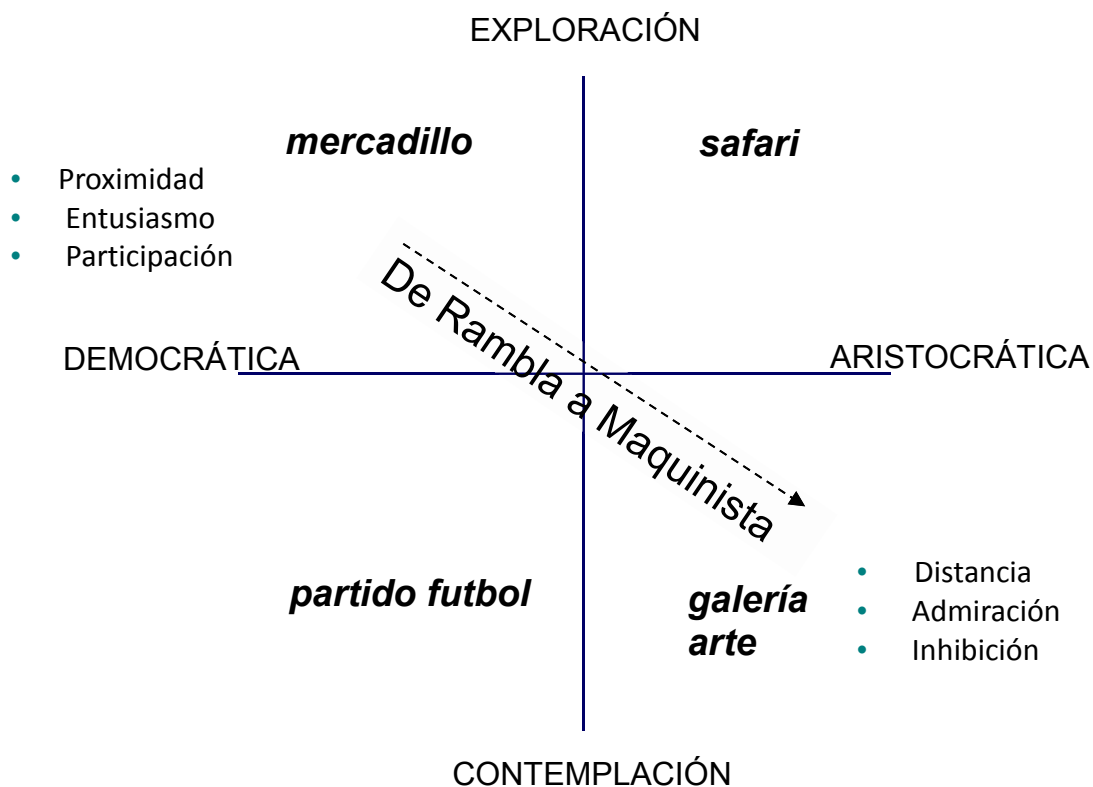 EXPLORACIÓN
mercadillo
safari
• Proximidad
• Entusiasmo
• Participación
De Rambla a Maquinista
DEMOCRÁTICA
ARISTOCRÁTICA
partido futbol
galería
arte
• Distancia
• Admiración
• Inhibición
CONTEMPLACIÓN